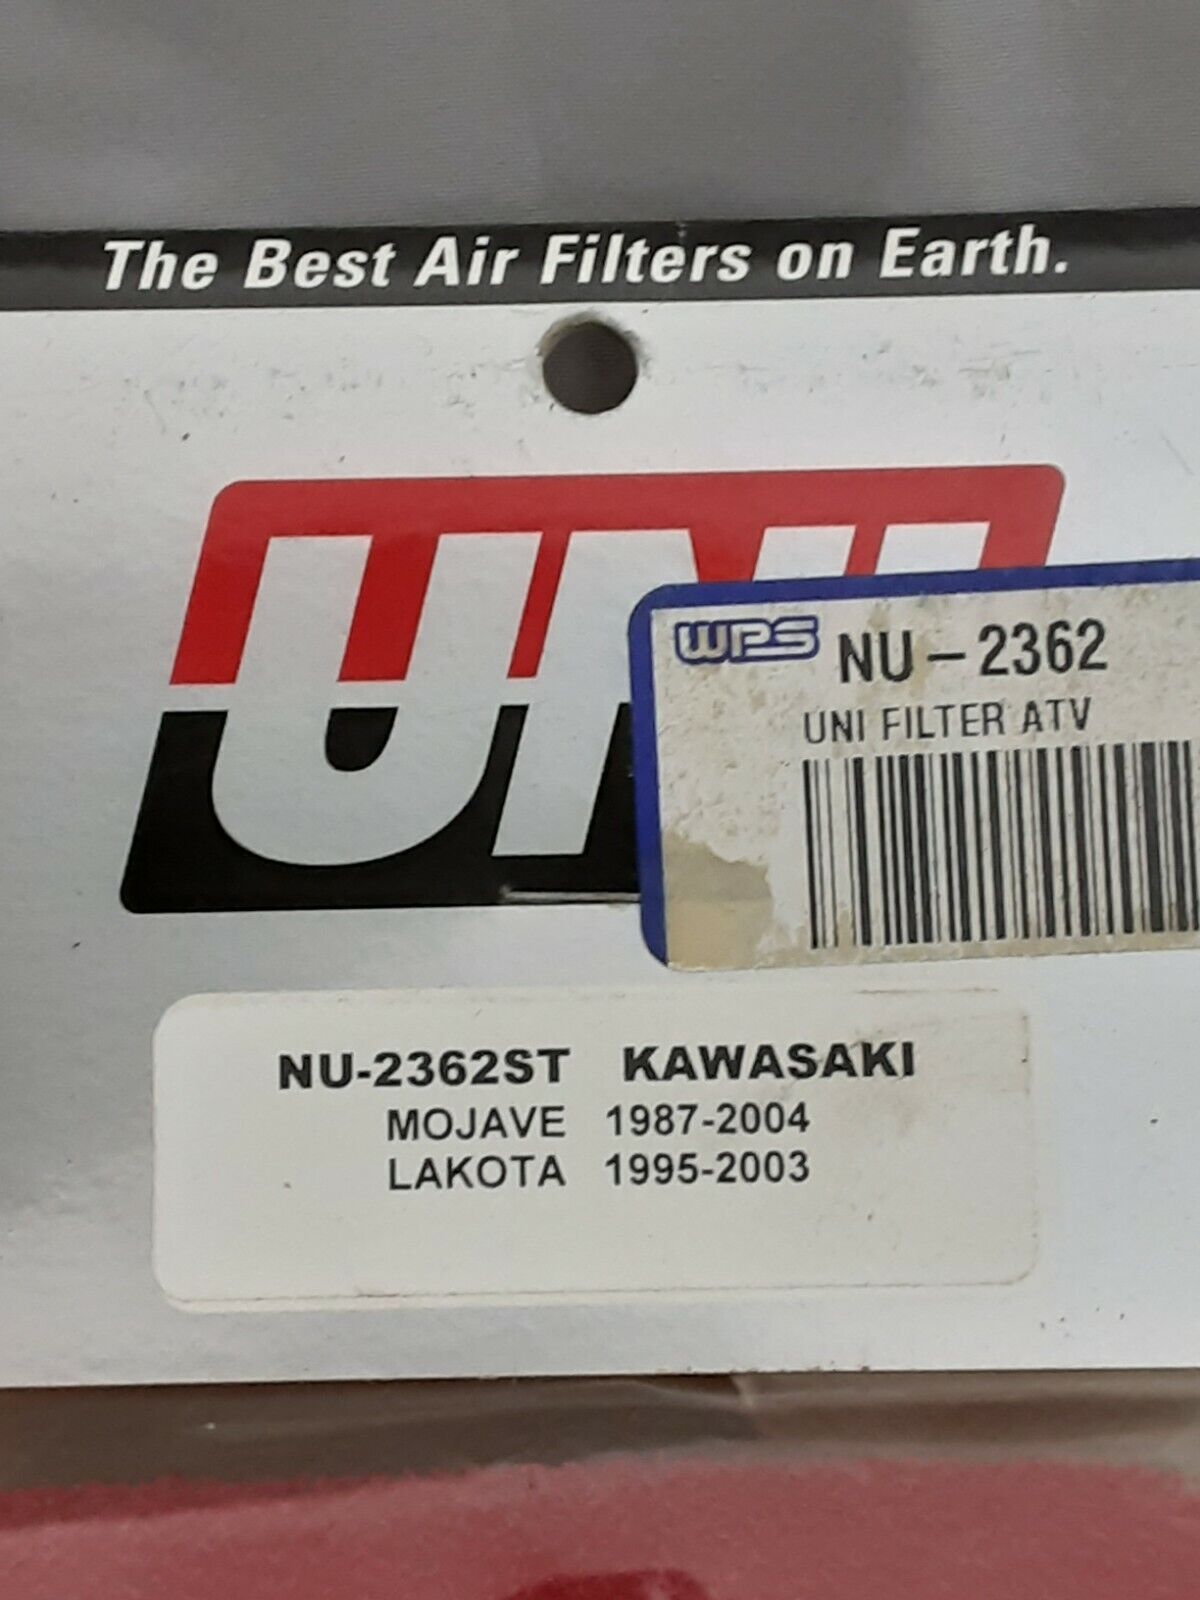 The Best Air Filters on Earth.
UNI
WPS NU-2362
UNI FILTER ATV
NU-2362ST KAWASAKI
MOJAVE 1987-2004
LAKOTA 1995-2003